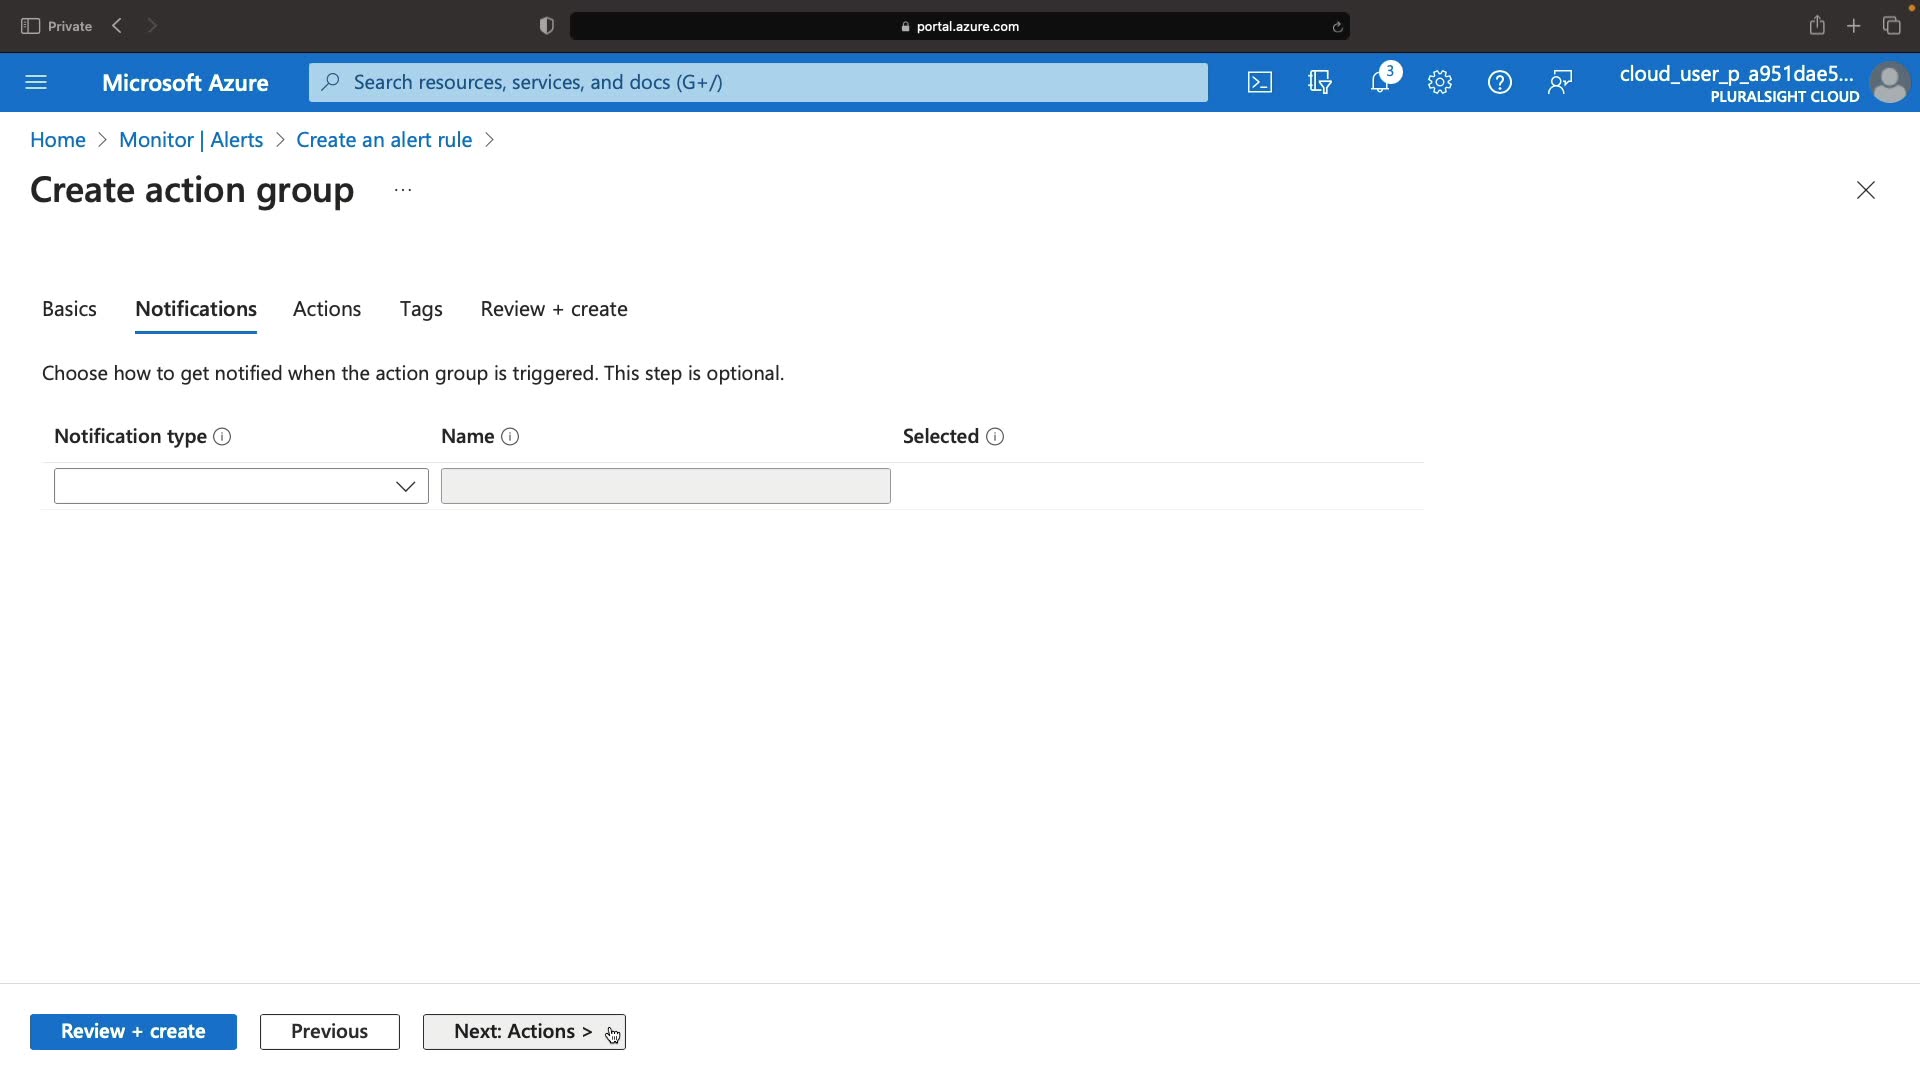 Private
portal.azure.com
Microsoft Azure
Search resources, services, and docs (G+/)
3
cloud_user_p_a951dae5...
PLURALSIGHT CLOUD
Home > Monitor | Alerts > Create an alert rule >
Create action group ...
Basics Notifications Actions Tags Review + create
Choose how to get notified when the action group is triggered. This step is optional.
Notification type Name Selected
Review + create Previous Next: Actions >